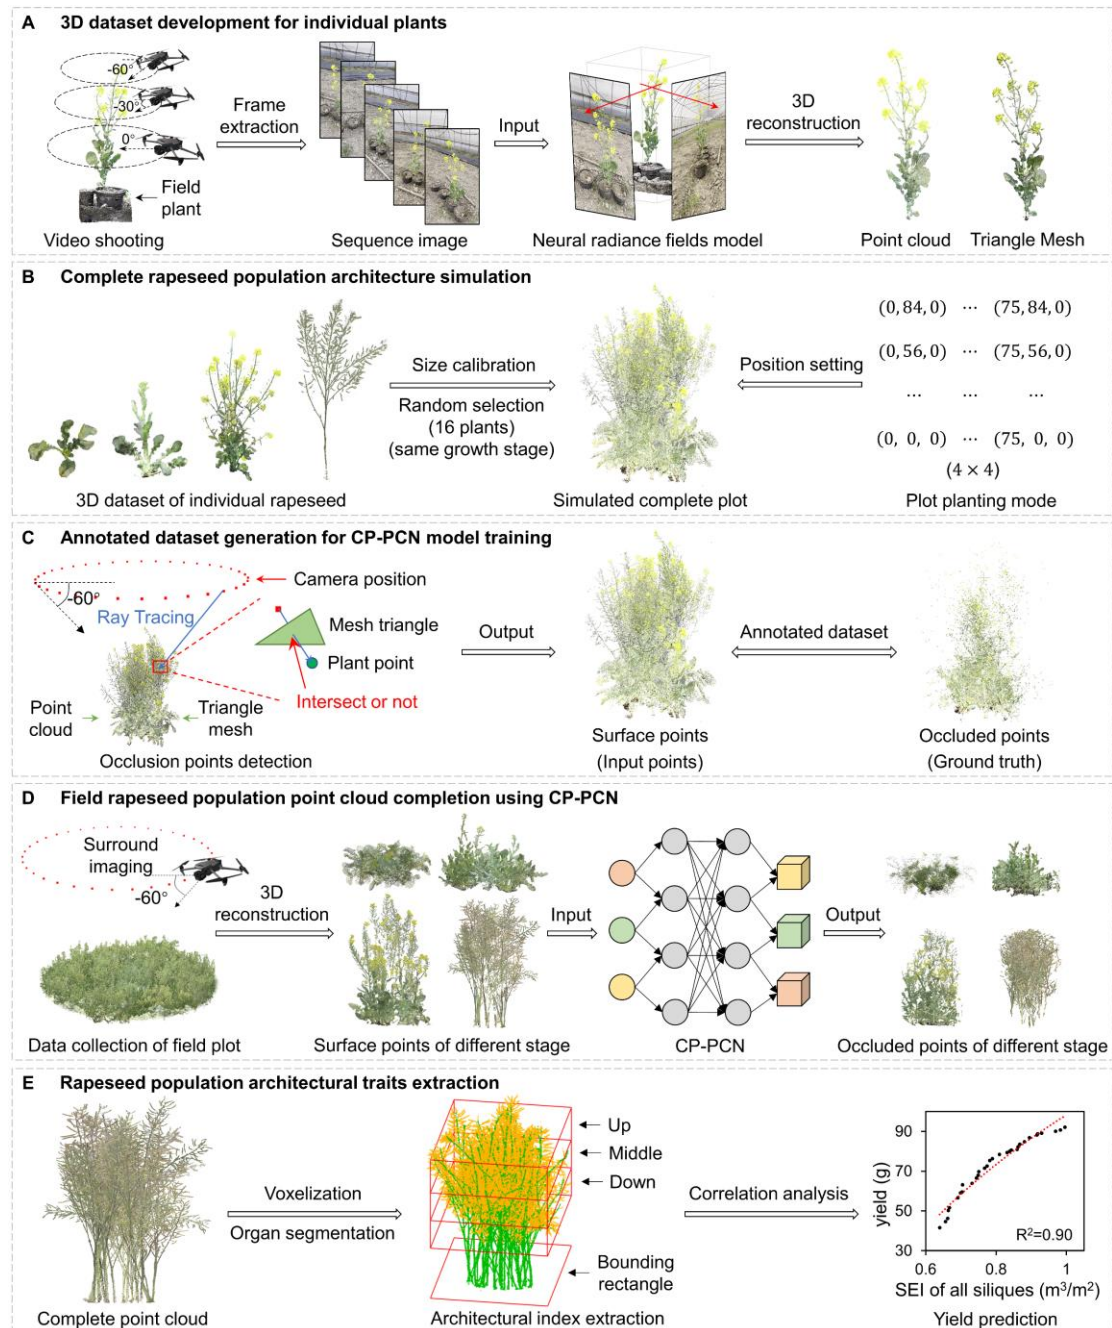 A 3D dataset development for individual plants
-60°
-30°
0°
Field
plant
Video shooting
Frame
extraction
Sequence image
Input
Neural radiance fields model
3D
reconstruction
Point cloud
Triangle Mesh
B Complete rapeseed population architecture simulation
3D dataset of individual rapeseed
Size calibration
Random selection
(16 plants)
(same growth stage)
Simulated complete plot
Position setting
(0,84,0) ⋯ (75,84,0)
(0,56,0) ⋯ (75,56,0)
⋯ ⋯ ⋯
(0, 0, 0) ⋯ (75, 0, 0)
(4 × 4)
Plot planting mode
C Annotated dataset generation for CP-PCN model training
-60°
Ray Tracing
Camera position
Mesh triangle
Plant point
Intersect or not
Point
cloud
Triangle
mesh
Occlusion points detection
Output
Surface points
(Input points)
Annotated dataset
Occluded points
(Ground truth)
D Field rapeseed population point cloud completion using CP-PCN
Surround
imaging
-60°
Data collection of field plot
3D
reconstruction
Surface points of different stage
Input
CP-PCN
Output
Occluded points of different stage
E Rapeseed population architectural traits extraction
Complete point cloud
Voxelization
Organ segmentation
Up
Middle
Down
Bounding
rectangle
Architectural index extraction
Correlation analysis
yield (g)
90
70
50
30
R²=0.90
0.6 0.8 1
SEI of all siliques (m³/m²)
Yield prediction